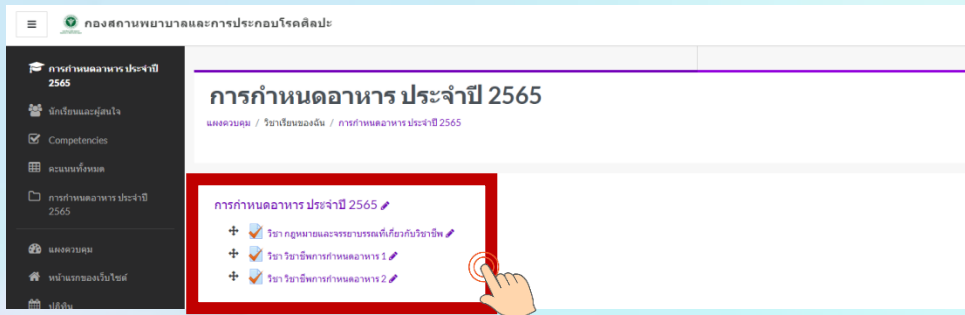 กองสถานพยาบาลและการประกอบโรคศิลปะ
การกำหนดอาหาร ประจำปี
2565
นักเรียนและผู้สนใจ
Competencies
คะแนนทั้งหมด
การกำหนดอาหาร ประจำปี
2565
แผงควบคุม
หน้าแรกของเว็บไซต์
ปฏิทิน
การกำหนดอาหาร ประจำปี 2565
แผงควบคุม / วิชาเรียนของฉัน / การกำหนดอาหาร ประจำปี 2565
การกำหนดอาหาร ประจำปี 2565
วิชา กฎหมายและจรรยาบรรณที่เกี่ยวกับวิชาชีพ
วิชา วิชาชีพการกำหนดอาหาร 1
วิชา วิชาชีพการกำหนดอาหาร 2